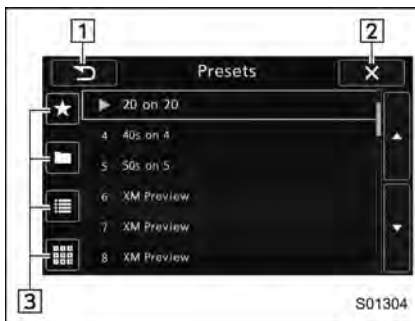 1
2
Presets
20 on 20
4 40s on 4
5 50s on 5
6 XM Preview
7 XM Preview
8 XM Preview
3
S01304